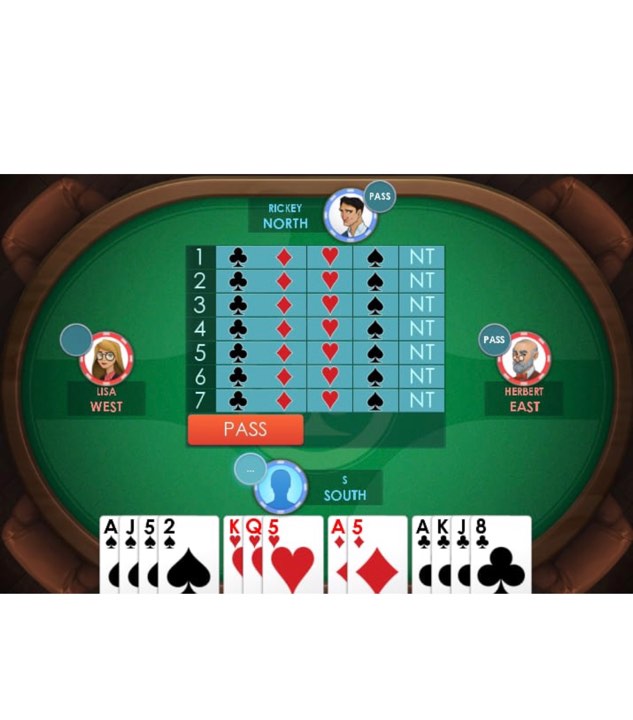 PASS
RICKEY
NORTH
1 NT
2 NT
3 NT
4 NT
5 NT
6 NT
7 NT
PASS
LISA
WEST
HERBERT
EAST
PASS
...
S
SOUTH
A J 5 2 K Q 5 A 5 A K J 8